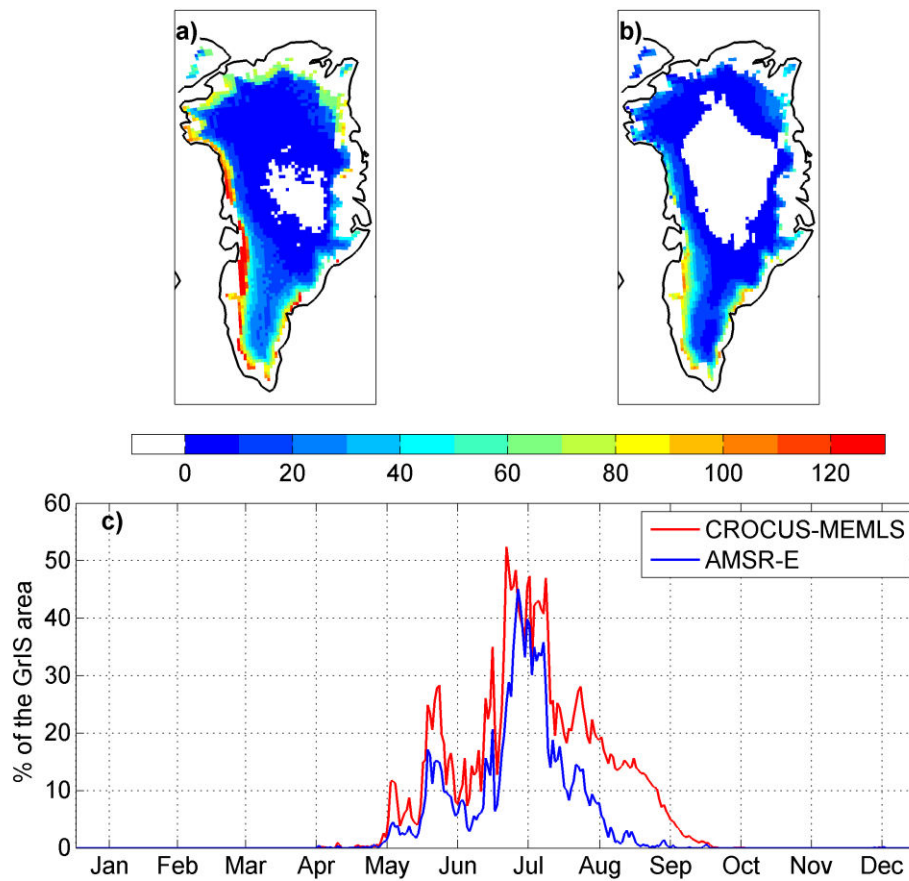 a)
b)
0 20 40 60 80 100 120
60
50
40
30
20
10
0
% of the GrIS area
c)
CROCUS-MEMLS
AMSR-E
Jan Feb Mar Apr May Jun Jul Aug Sep Oct Nov Dec